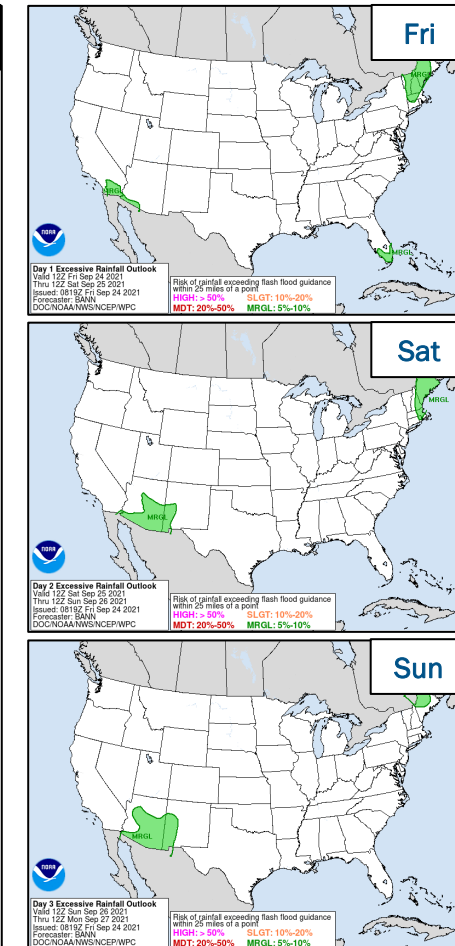 Fri
MRGL
MRGL
MRGL
NOAA
Day 1 Excessive Rainfall Outlook
Valid 12Z Fri Sep 24 2021
Thru 12Z Sat Sep 25 2021
Issued: 0819Z Fri Sep 24 2021
Forecaster: BANN
DOC/NOAA/NWS/NCEP/WPC
Risk of rainfall exceeding flash flood guidance
within 25 miles of a point
HIGH: > 50% SLGT: 10%-20%
MDT: 20%-50% MRGL: 5%-10%
Sat
MRGL
MRGL
NOAA
Day 2 Excessive Rainfall Outlook
Valid 12Z Sat Sep 25 2021
Thru 12Z Sun Sep 26 2021
Issued: 0819Z Fri Sep 24 2021
Forecaster: BANN
DOC/NOAA/NWS/NCEP/WPC
Risk of rainfall exceeding flash flood guidance
within 25 miles of a point
HIGH: > 50% SLGT: 10%-20%
MDT: 20%-50% MRGL: 5%-10%
Sun
MRGL
NOAA
Day 3 Excessive Rainfall Outlook
Valid 12Z Sun Sep 26 2021
Thru 12Z Mon Sep 27 2021
Issued: 0819Z Fri Sep 24 2021
Forecaster: BANN
DOC/NOAA/NWS/NCEP/WPC
Risk of rainfall exceeding flash flood guidance
within 25 miles of a point
HIGH: > 50% SLGT: 10%-20%
MDT: 20%-50% MRGL: 5%-10%